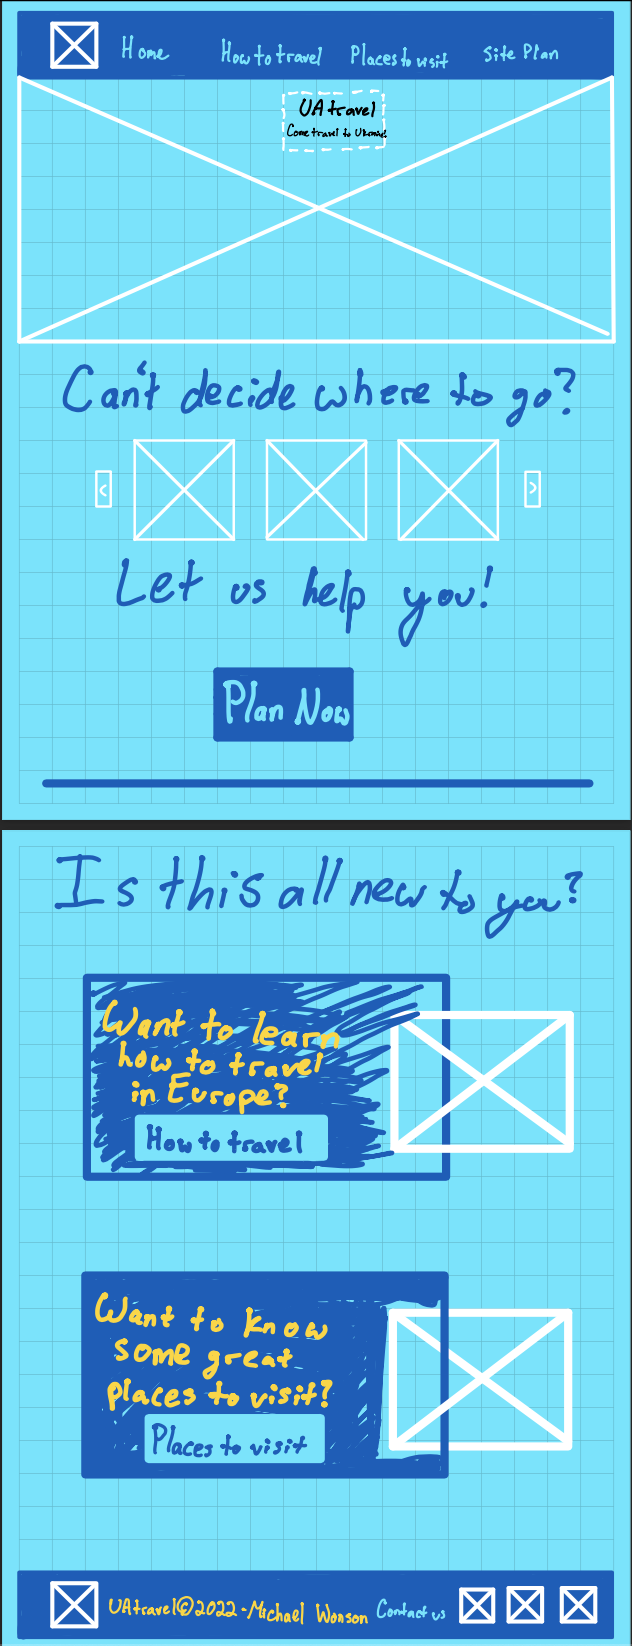 Home How to travel Places to visit Site Plan
UA travel
Come travel to Ukraine!
Can't decide where to go?
< >
Let us help you!
Plan Now
Is this all new to you?
Want to learn
how to travel
in Europe?
How to travel
Want to know
some great
places to visit?
Places to visit
UAtravel©2022-Michael Wonson Contact us